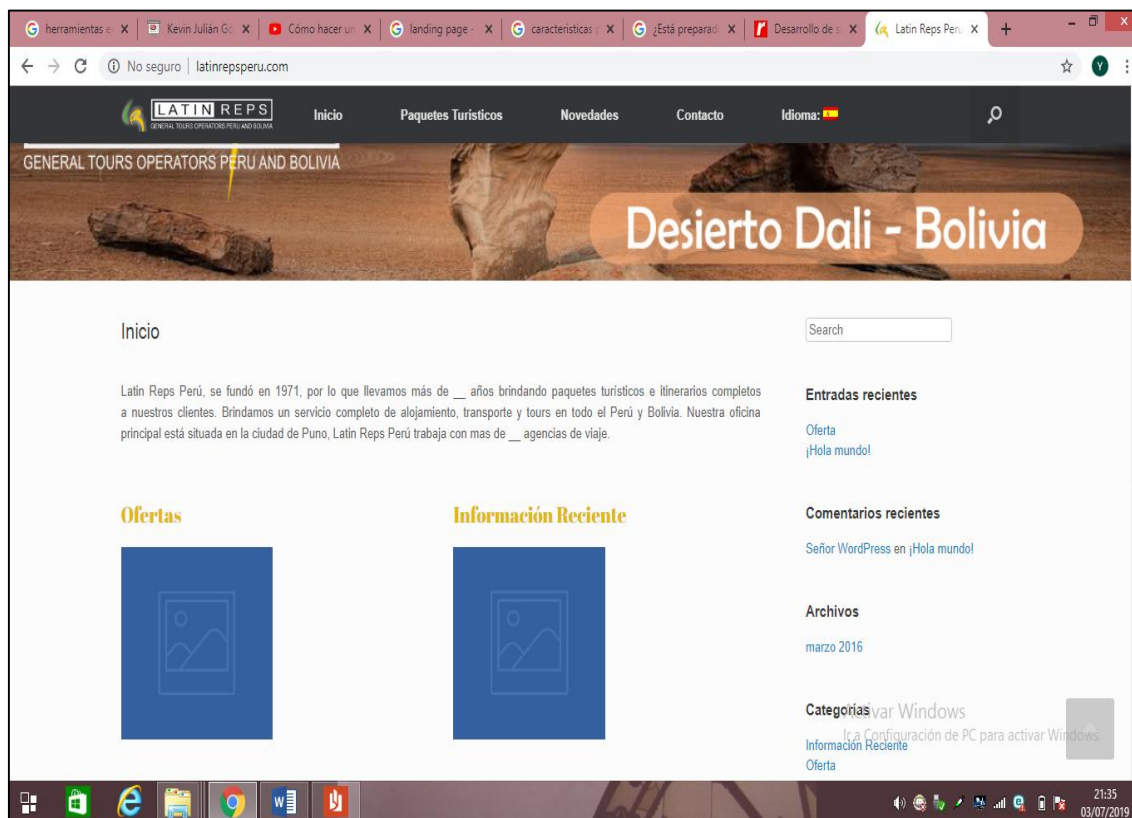 herramientas e
Kevin Julián Gó
Cómo hacer un
landing page -
caracteristicas p
¿Está preparad
Desarrollo de s
Latin Reps Peru
No seguro | latinrepsperu.com
Y
LATIN REPS
GENERAL TOURS OPERATORS PERU AND BOLIVIA
Inicio
Paquetes Turisticos
Novedades
Contacto
Idioma:
GENERAL TOURS OPERATORS PERU AND BOLIVIA
Desierto Dali - Bolivia
Inicio
Latin Reps Perú, se fundó en 1971, por lo que llevamos más de __ años brindando paquetes turísticos e itinerarios completos
a nuestros clientes. Brindamos un servicio completo de alojamiento, transporte y tours en todo el Perú y Bolivia. Nuestra oficina
principal está situada en la ciudad de Puno, Latin Reps Perú trabaja con mas de __ agencias de viaje.
Ofertas
Información Reciente
Search
Entradas recientes
Oferta
¡Hola mundo!
Comentarios recientes
Señor WordPress en ¡Hola mundo!
Archivos
marzo 2016
Categorías
Información Reciente
Oferta
Activar Windows
Ir a Configuración de PC para activar Windows.
21:35
03/07/2019